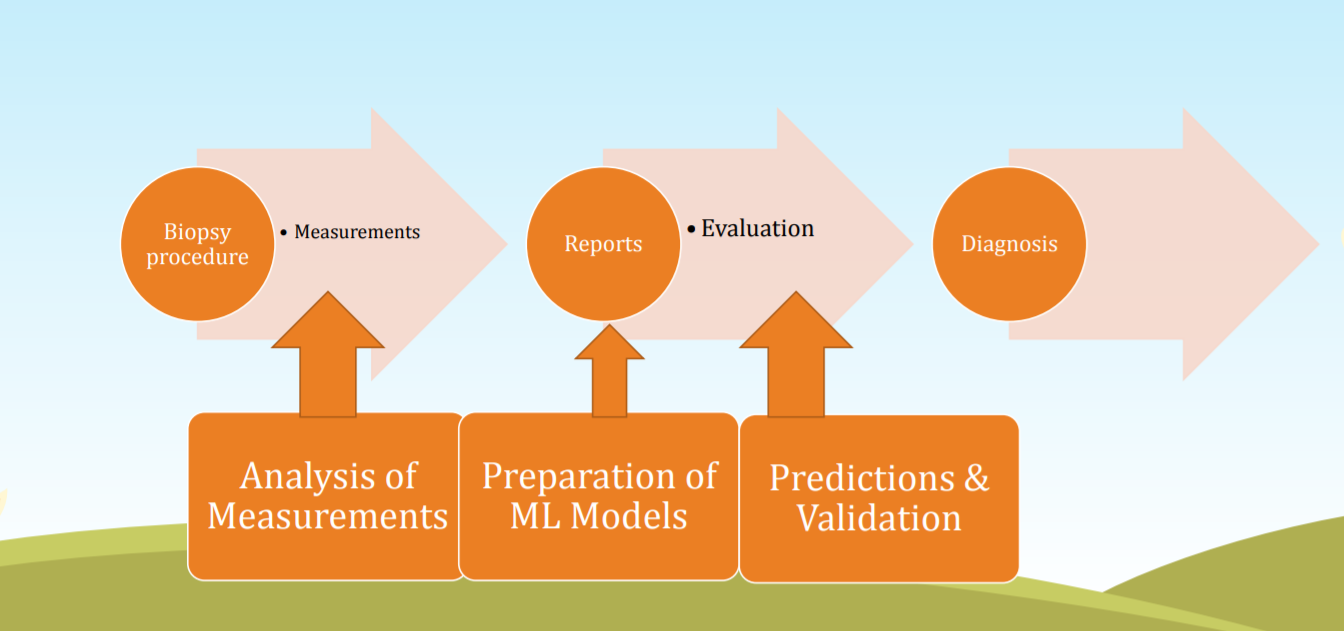 Biopsy
procedure
• Measurements
Reports
• Evaluation
Diagnosis
Analysis of
Measurements
Preparation of
ML Models
Predictions &
Validation